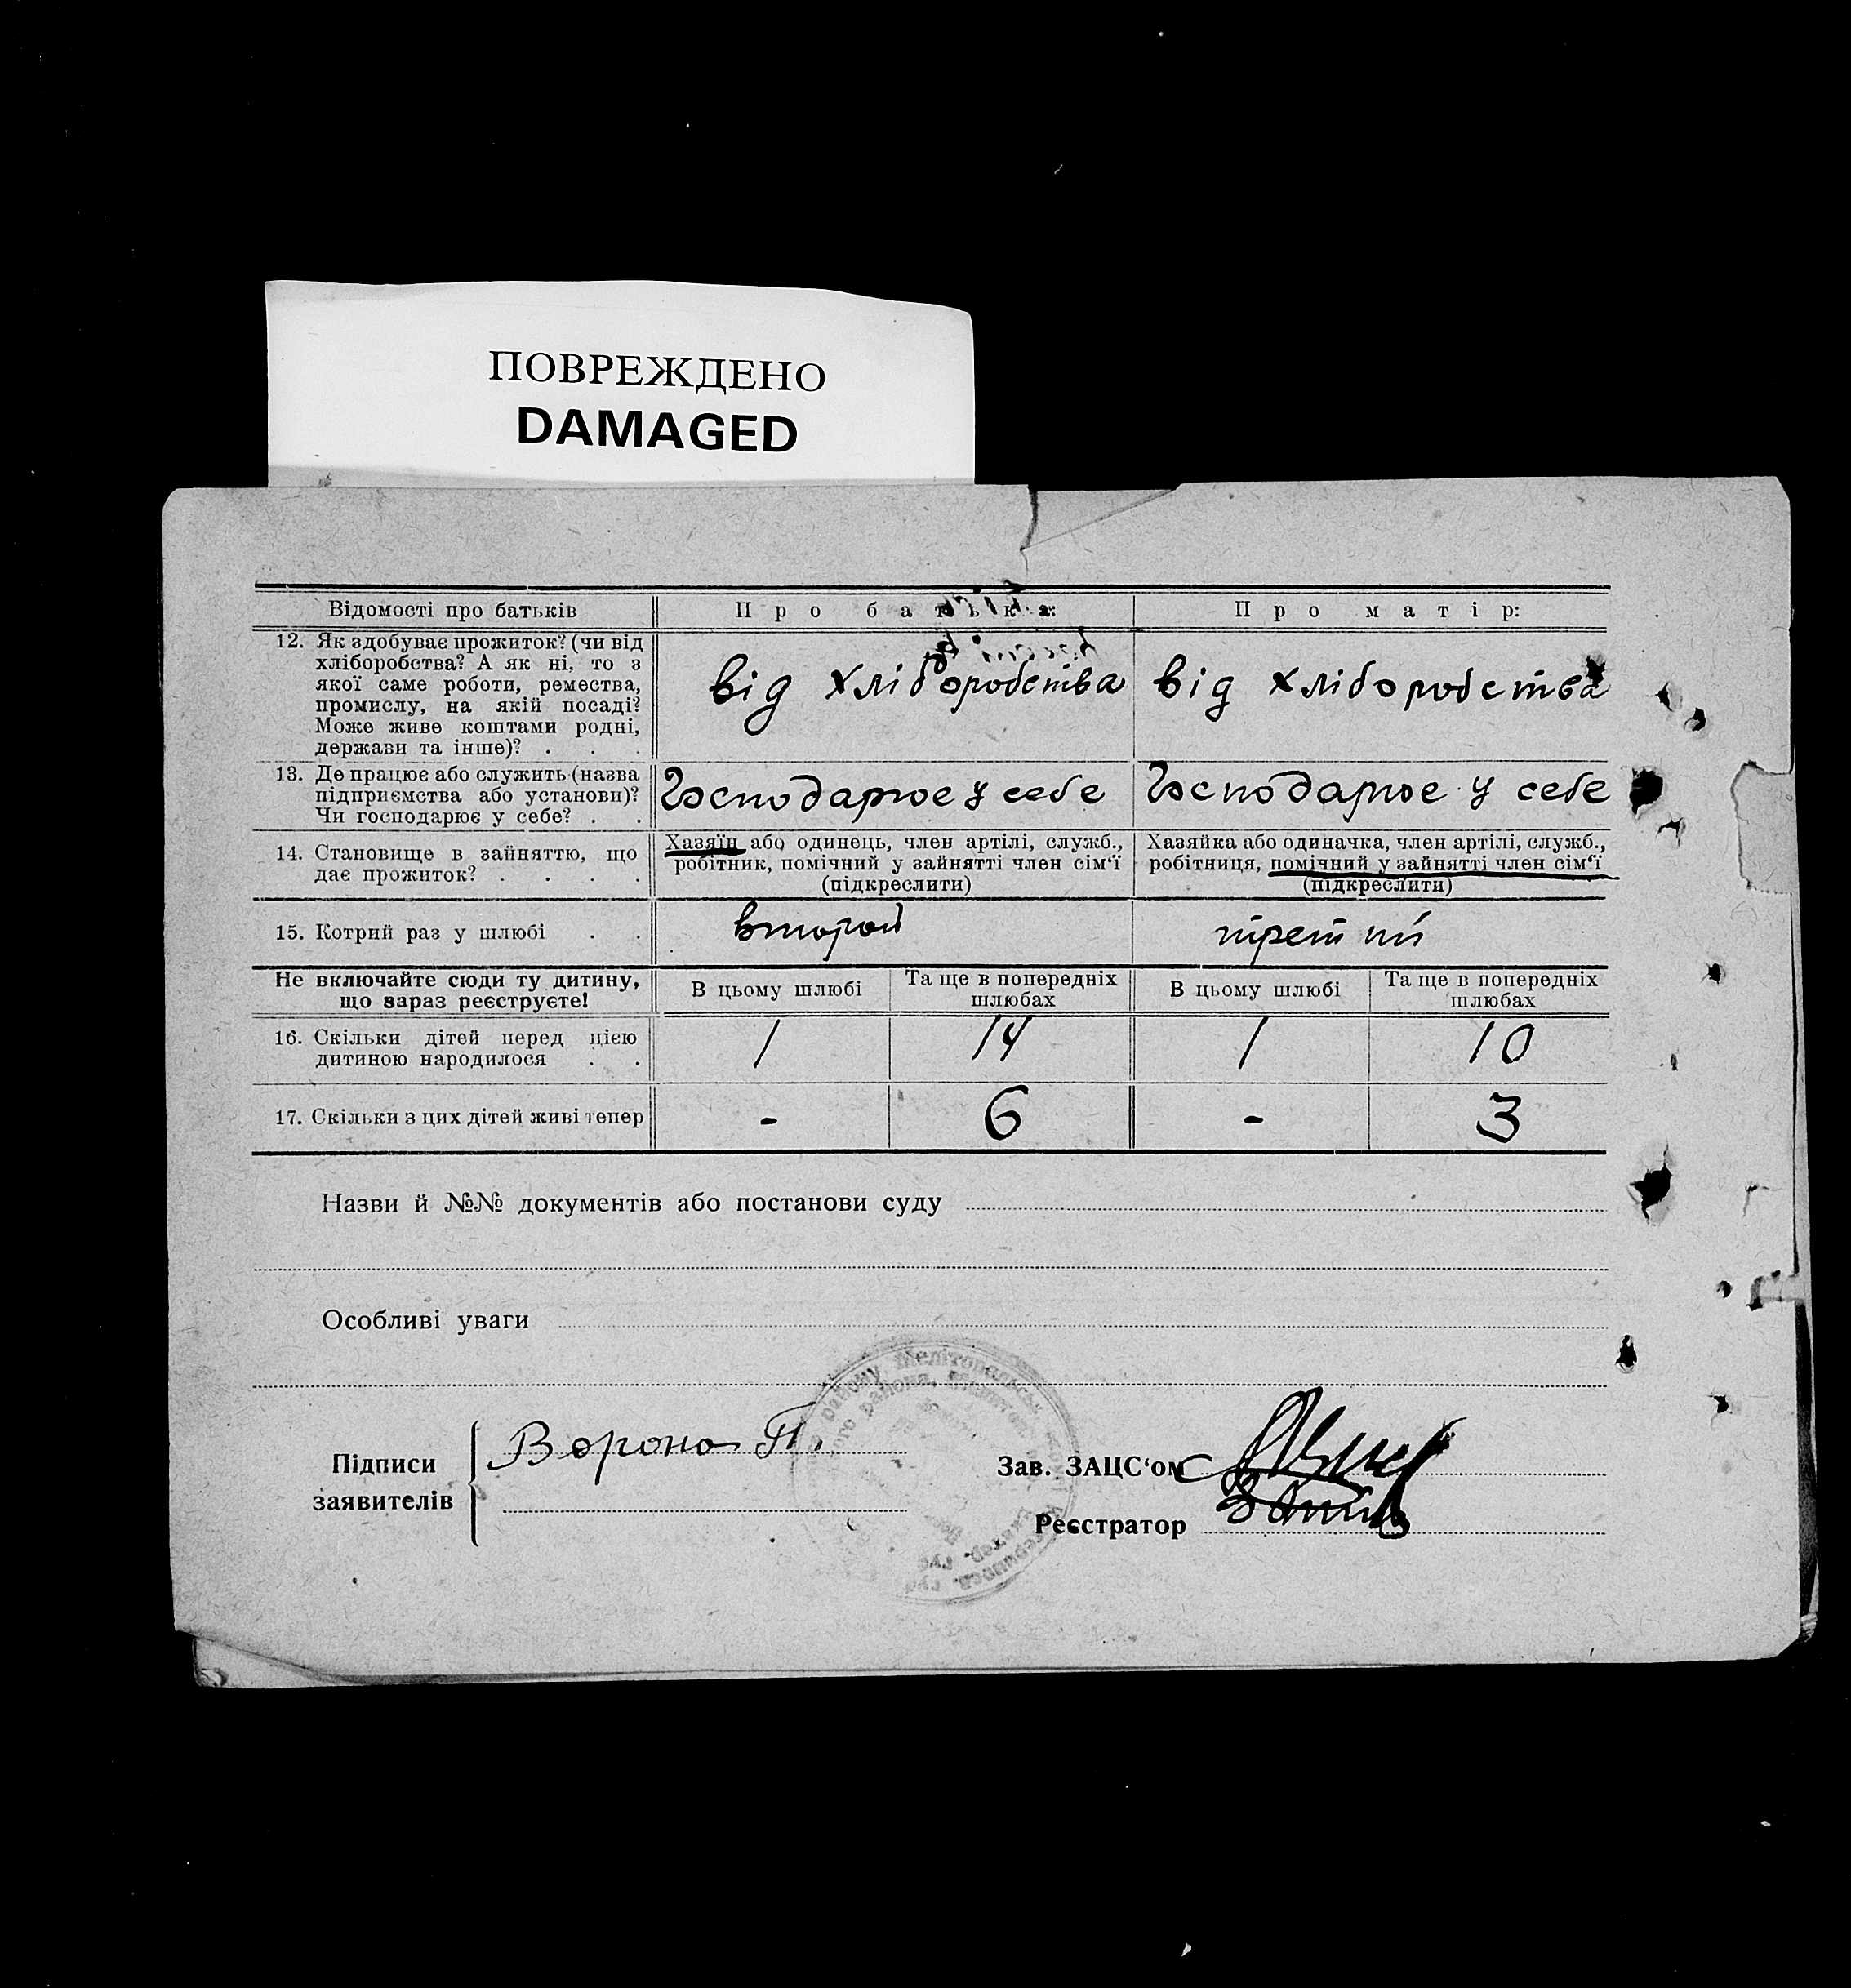 ПОВРЕЖДЕНО
DAMAGED
Відомості про батьків
Про батька:
Про матір:
12. Як здобуває прожиток? (чи від
хліборобства? А як ні, то з
якої саме роботи, ремества,
промислу, на якій посаді?
Може живе коштами родні,
держави та інше)? . . .
від хліборобства
від хліборобства
13. Де працює або служить (назва
підприємства або установи)?
Чи господарює у себе? . .
Господарює у себе
Господарює у себе
14. Становище в зайняттю, що
дає прожиток? . . . .
Хазяїн або одинець, член артілі, служб.,
робітник, помічний у зайнятті член сім'ї
(підкреслити)
Хазяйка або одиначка, член артілі, служб.,
робітниця, помічний у зайнятті член сім'ї
(підкреслити)
15. Котрий раз у шлюбі . .
второй
третий
Не включайте сюди ту дитину,
що зараз реєструєте!
В цьому шлюбі
Та ще в попередніх
шлюбах
В цьому шлюбі
Та ще в попередніх
шлюбах
16. Скільки дітей перед цією
дитиною народилося . .
1
14
1
10
17. Скільки з цих дітей живі тепер
-
6
-
3
Назви й №№ документів або постанови суду
Особливі уваги
Підписи
заявителів
Ворона П.
Зав. ЗАЦС'ом
Реєстратор